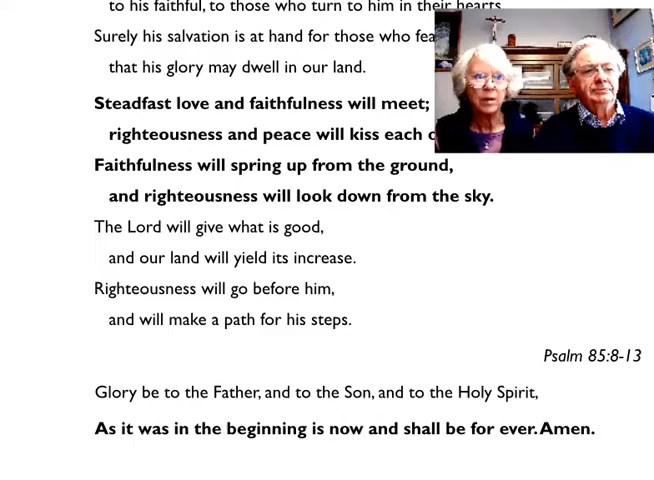 to his faithful, to those who turn to him in their hearts.
Surely his salvation is at hand for those who
that his glory may dwell in our land.
Steadfast love and faithfulness will meet;
righteousness and peace will kiss each
Faithfulness will spring up from the ground,
and righteousness will look down from the sky.
The Lord will give what is good,
and our land will yield its increase.
Righteousness will go before him,
and will make a path for his steps.
Psalm 85:8-13
Glory be to the Father, and to the Son, and to the Holy Spirit,
As it was in the beginning is now and shall be for ever. Amen.